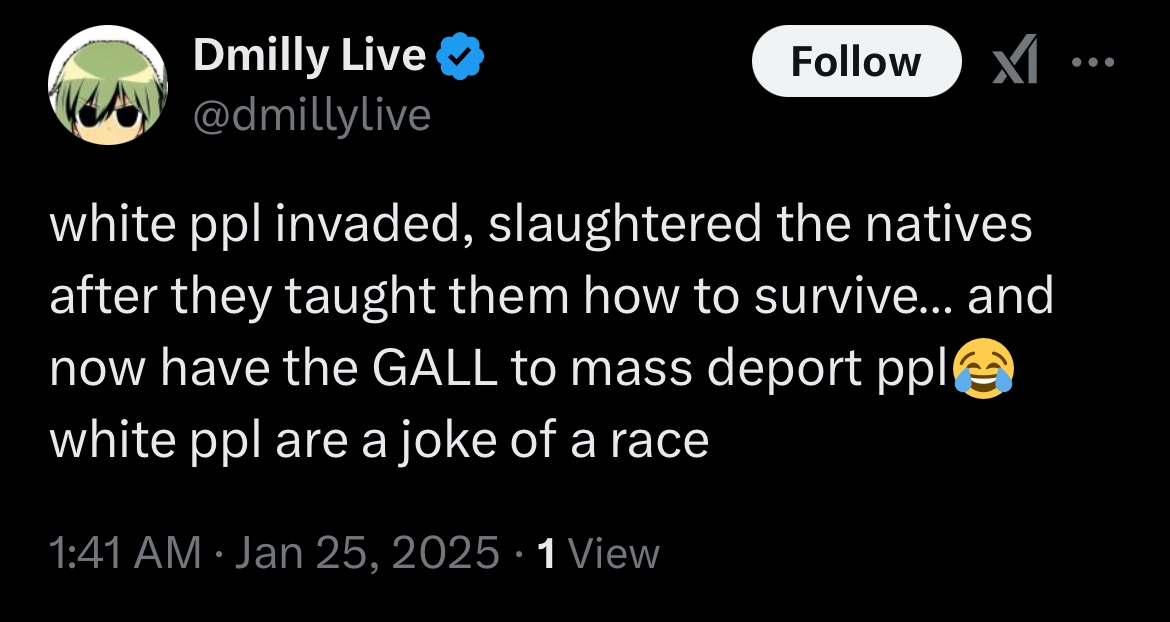 Dmilly Live
Follow
@dmillylive
white ppl invaded, slaughtered the natives
after they taught them how to survive... and
now have the GALL to mass deport ppl😂
white ppl are a joke of a race
1:41 AM · Jan 25, 2025 · 1 View